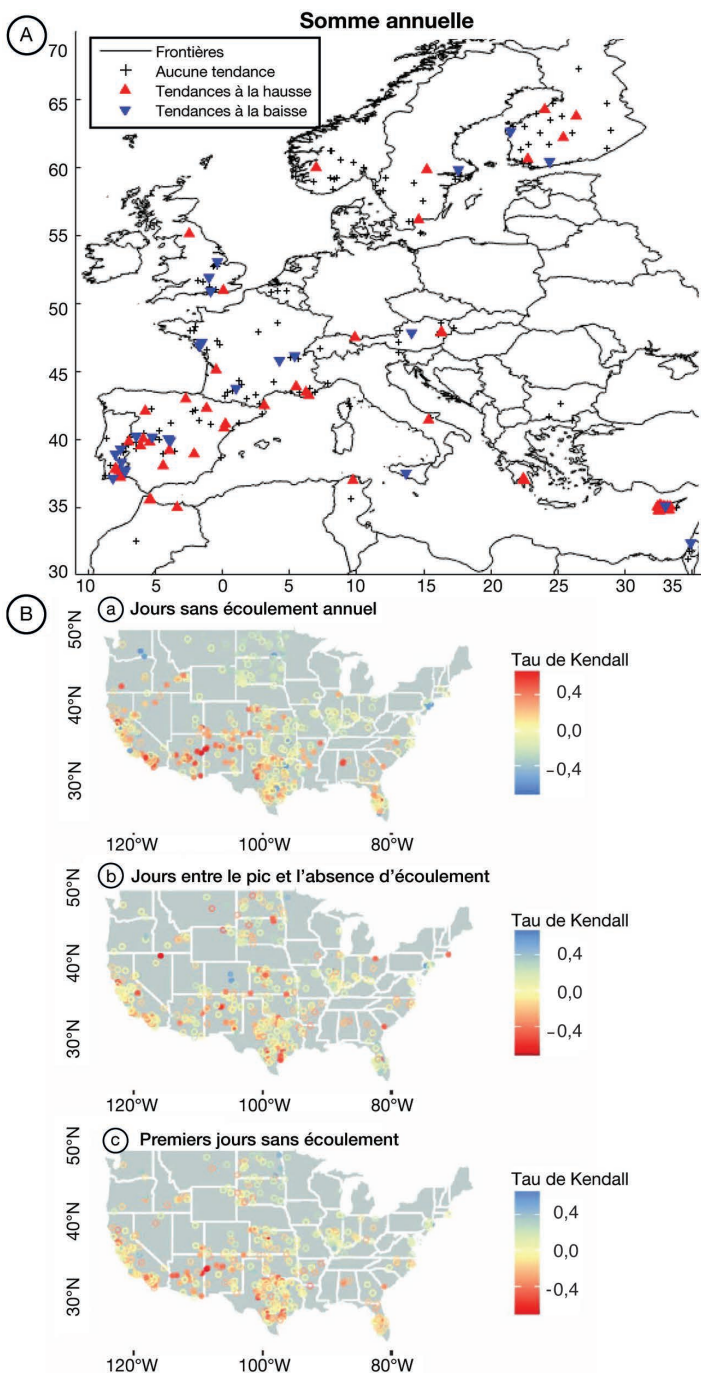 A
Somme annuelle
Frontières
Aucune tendance
Tendances à la hausse
Tendances à la baisse
70
65
60
55
50
45
40
35
30
10 5 0 5 10 15 20 25 30 35
B
a Jours sans écoulement annuel
50°N
40°N
30°N
120°W 100°W 80°W
Tau de Kendall
0,4
0,0
-0,4
b Jours entre le pic et l'absence d'écoulement
50°N
40°N
30°N
120°W 100°W 80°W
Tau de Kendall
0,4
0,0
-0,4
c Premiers jours sans écoulement
50°N
40°N
30°N
120°W 100°W 80°W
Tau de Kendall
0,4
0,0
-0,4